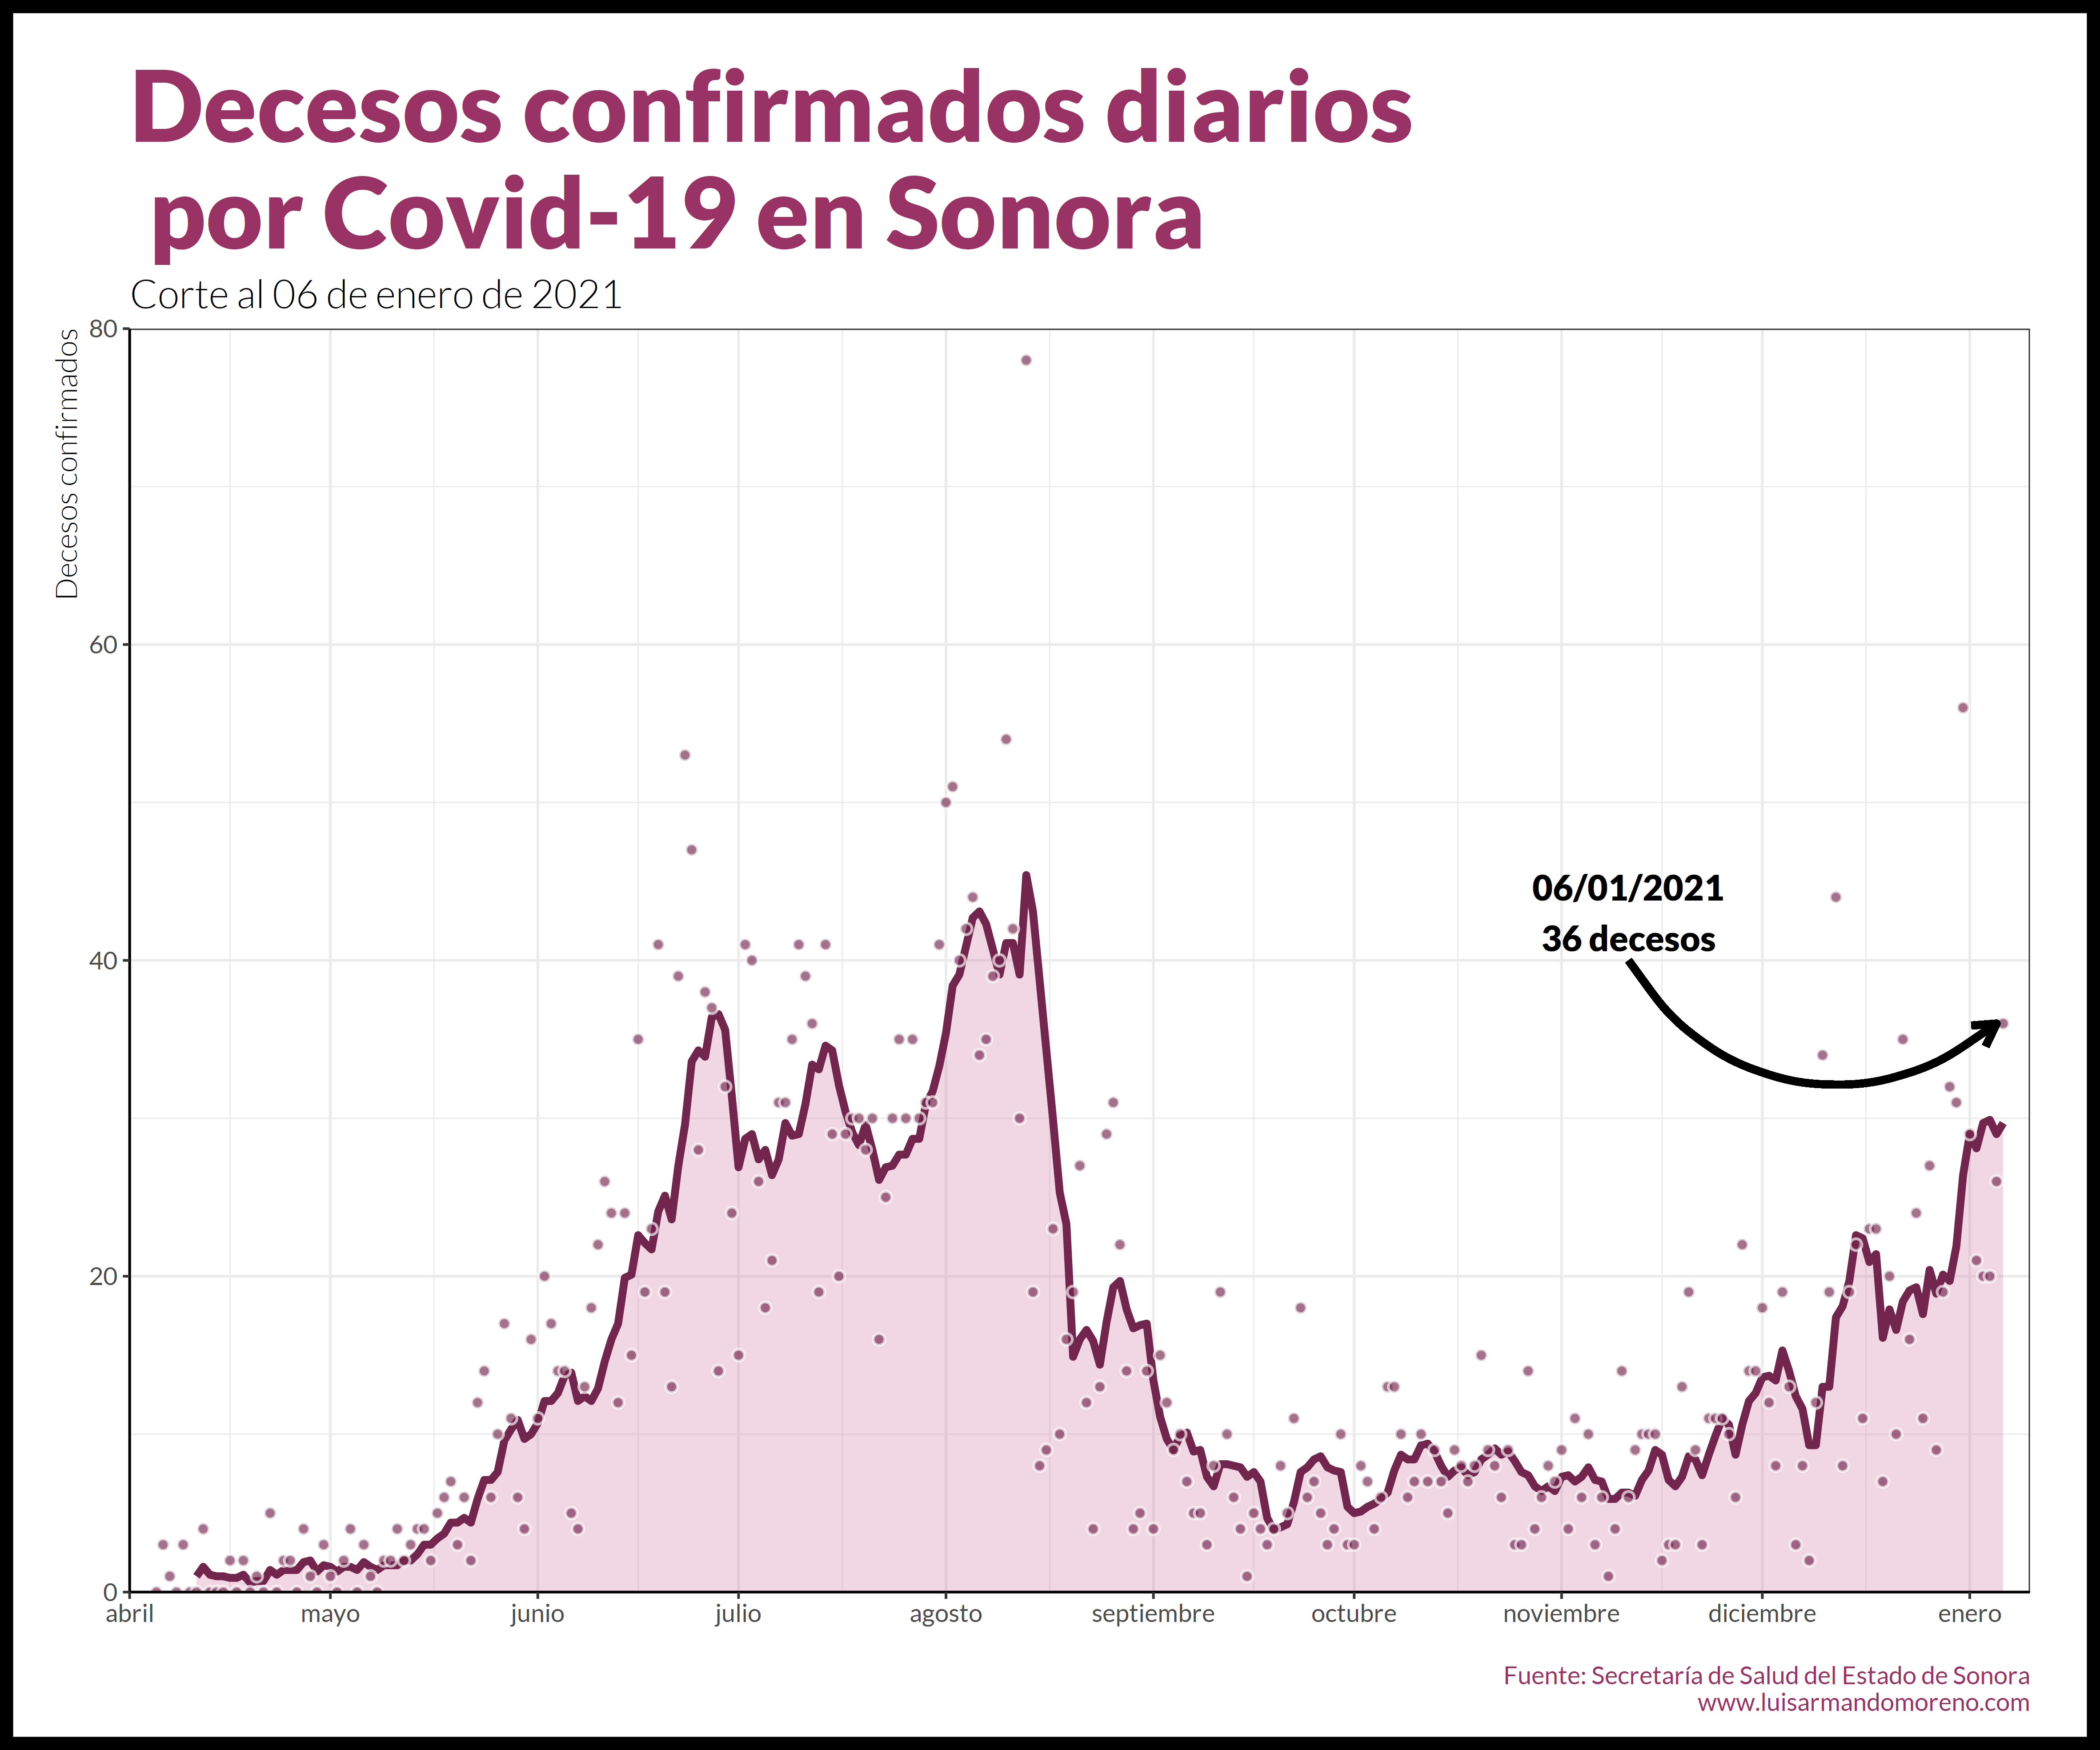 Decesos confirmados diarios
por Covid-19 en Sonora
Corte al 06 de enero de 2021
Decesos confirmados
80
60
40
20
0
06/01/2021
36 decesos
abril mayo junio julio agosto septiembre octubre noviembre diciembre enero
Fuente: Secretaría de Salud del Estado de Sonora
www.luisarmandomoreno.com